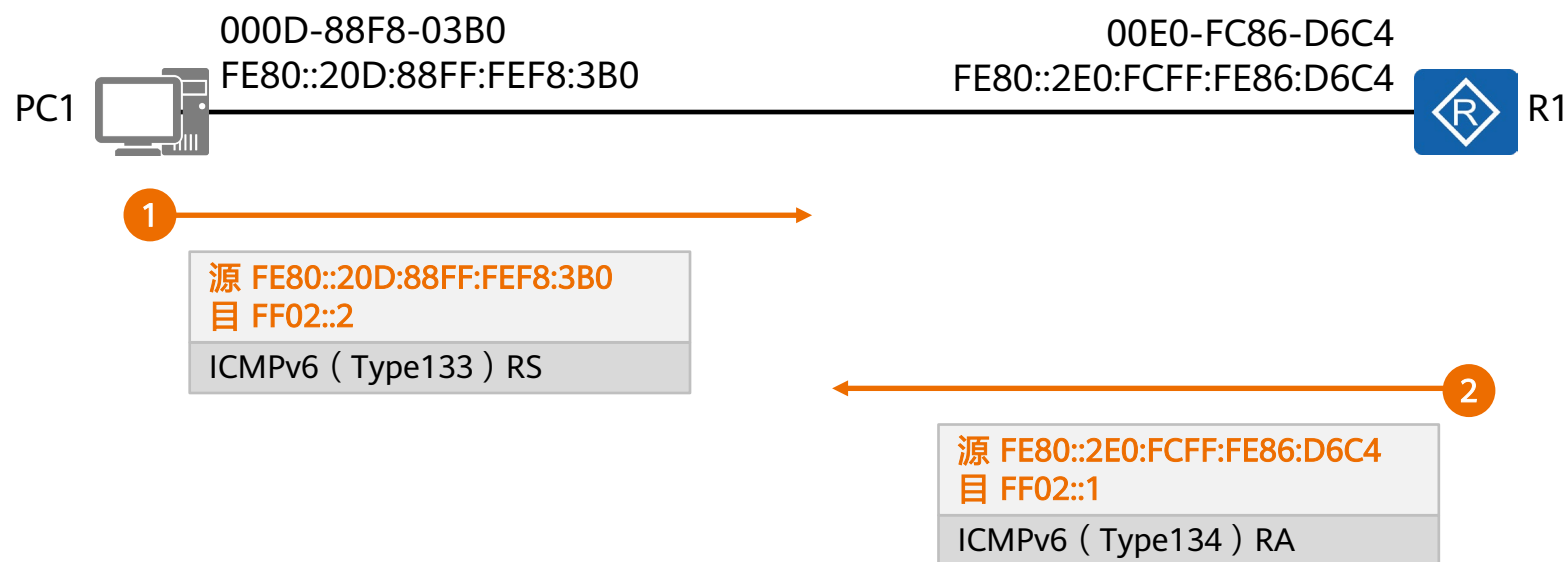 000D-88F8-03B0
FE80::20D:88FF:FEF8:3B0
PC1
00E0-FC86-D6C4
FE80::2E0:FCFF:FE86:D6C4
R
R1
1
源 FE80::20D:88FF:FEF8:3B0
目 FF02::2
ICMPv6（Type133）RS
2
源 FE80::2E0:FCFF:FE86:D6C4
目 FF02::1
ICMPv6（Type134）RA